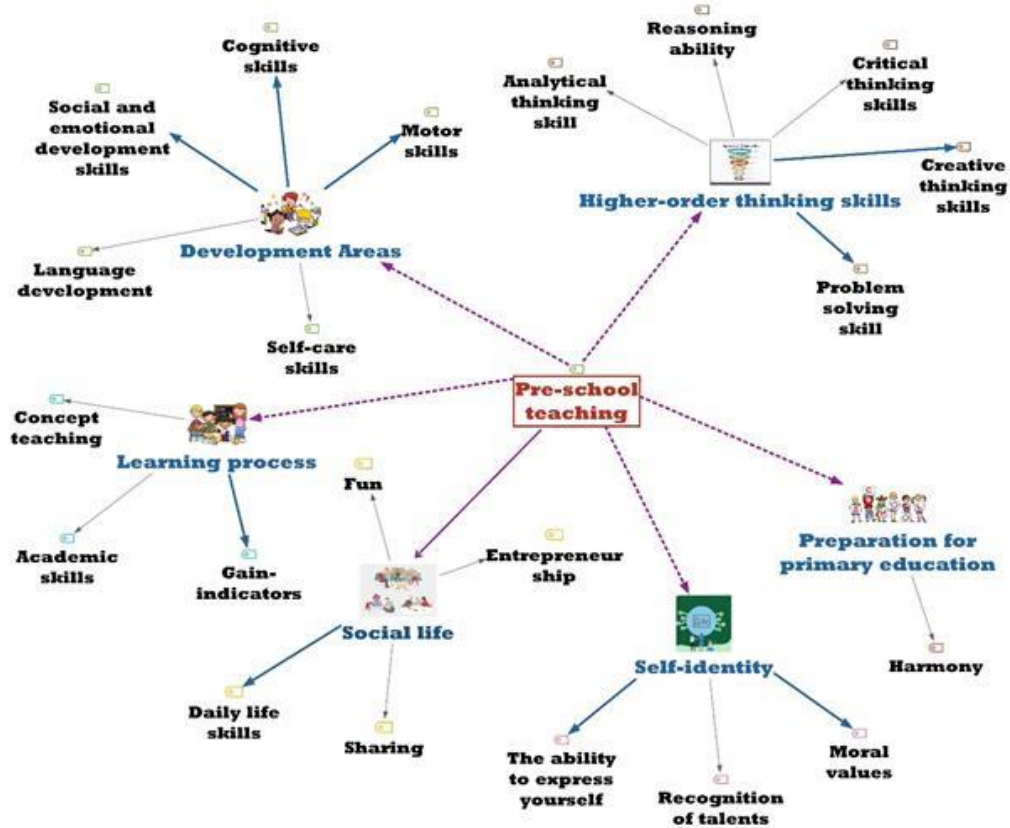 Cognitive
skills
Social and
emotional
development
skills
Motor
skills
Development Areas
Language
development
Self-care
skills
Reasoning
ability
Analytical
thinking
skill
Critical
thinking
skills
Creative
thinking
skills
Higher-order thinking skills
Problem
solving
skill
Pre-school
teaching
Concept
teaching
Learning process
Academic
skills
Gain-
indicators
Fun
Entrepreneur
ship
Social life
Daily life
skills
Sharing
Self-identity
The ability
to express
yourself
Recognition
of talents
Moral
values
Preparation for
primary education
Harmony